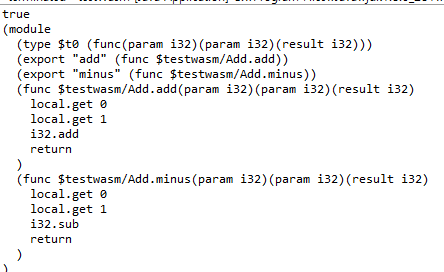 true
(module
  (type $t0 (func(param i32)(param i32)(result i32)))
  (export "add" (func $testwasm/Add.add))
  (export "minus" (func $testwasm/Add.minus))
  (func $testwasm/Add.add(param i32)(param i32)(result i32)
    local.get 0
    local.get 1
    i32.add
    return
  )
  (func $testwasm/Add.minus(param i32)(param i32)(result i32)
    local.get 0
    local.get 1
    i32.sub
    return
  )
)